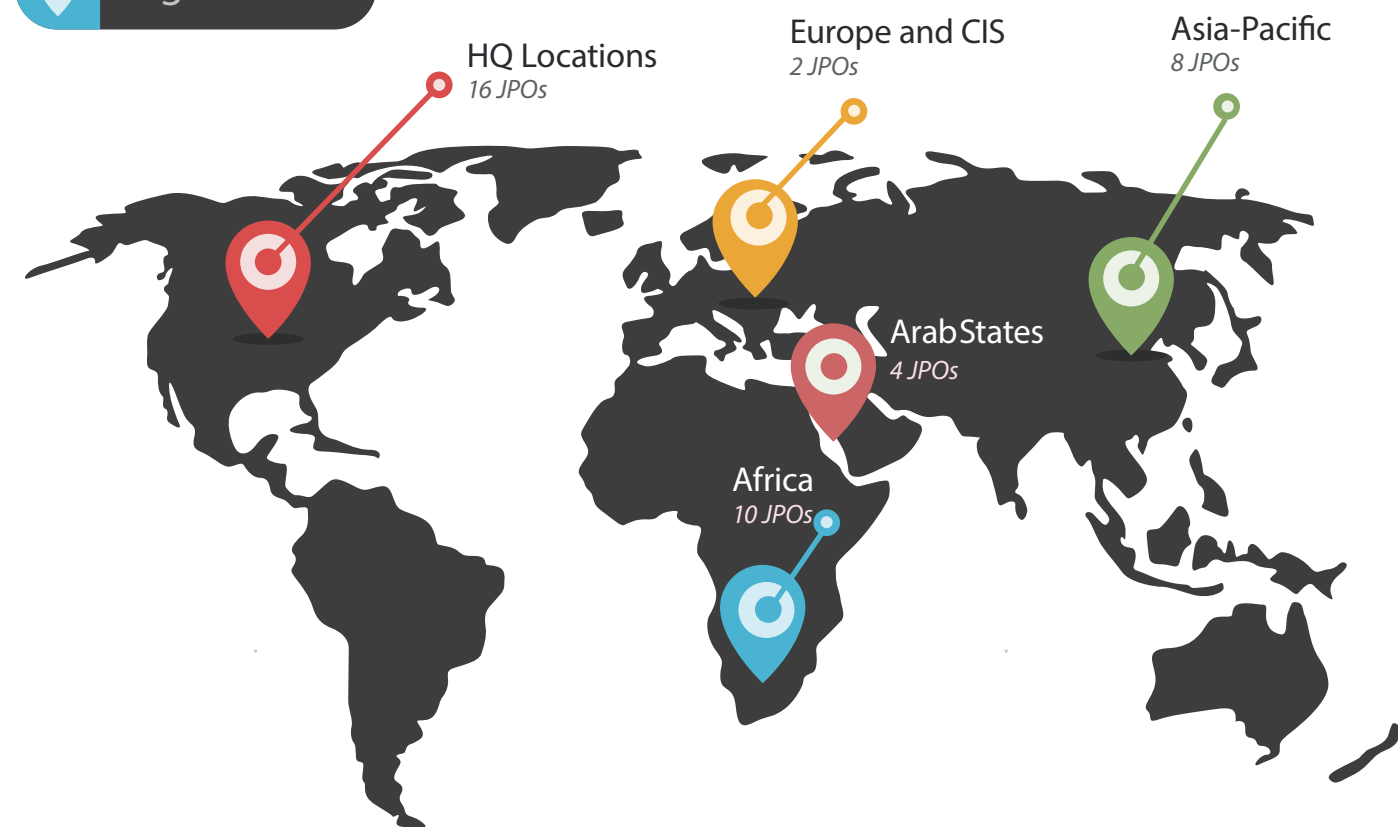 HQ Locations
16 JPOs
Europe and CIS
2 JPOs
Asia-Pacific
8 JPOs
Arab States
4 JPOs
Africa
10 JPOs